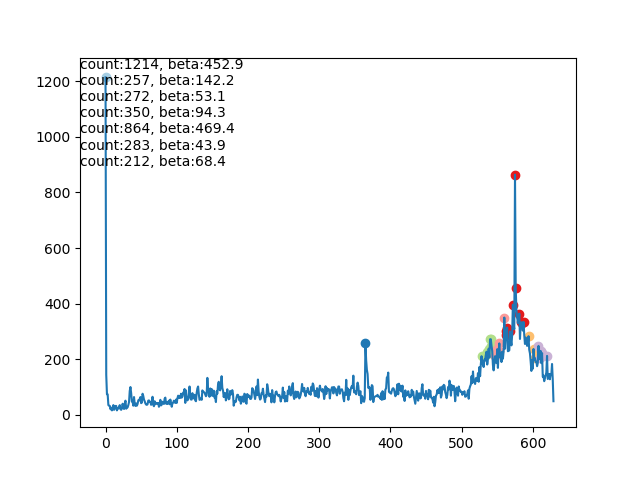 count:1214, beta:452.9
count:257, beta:142.2
count:272, beta:53.1
count:350, beta:94.3
count:864, beta:469.4
count:283, beta:43.9
count:212, beta:68.4
1200
1000
800
600
400
200
0
0 100 200 300 400 500 600